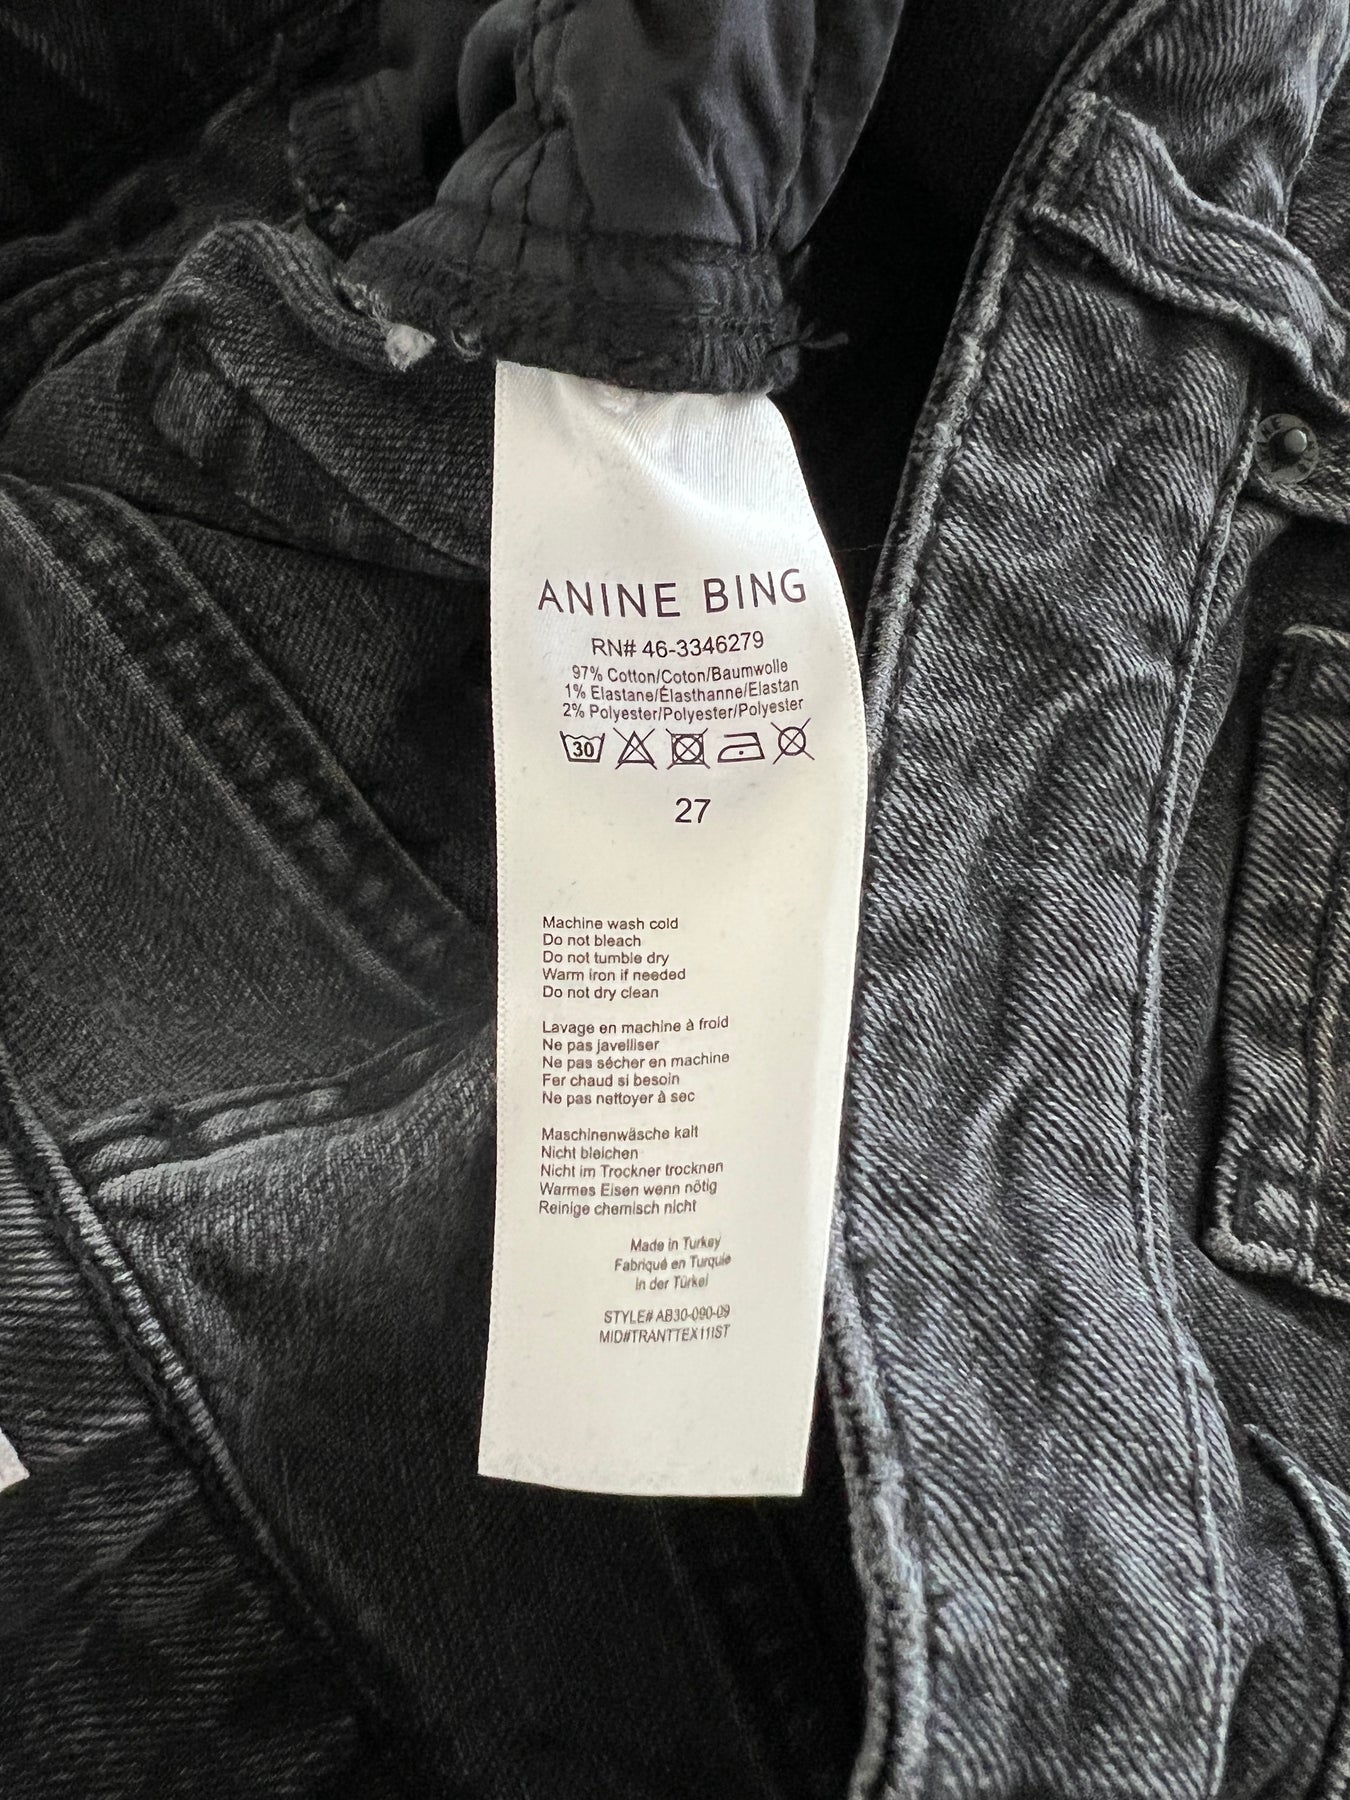 ANINE BING
RN# 46-3346279
97% Cotton/Coton/Baumwolle
1% Elastane/Élasthanne/Elastan
2% Polyester/Polyester/Polyester
30
27
Machine wash cold
Do not bleach
Do not tumble dry
Warm iron if needed
Do not dry clean
Lavage en machine à froid
Ne pas javelliser
Ne pas sécher en machine
Fer chaud si besoin
Ne pas nettoyer à sec
Maschinenwäsche kalt
Nicht bleichen
Nicht im Trockner trocknen
Warmes Eisen wenn nötig
Reinige chemisch nicht
Made in Turkey
Fabriqué en Turquie
In der Türkei
STYLE# AB30-090-09
MID#TRANTTEX11IST